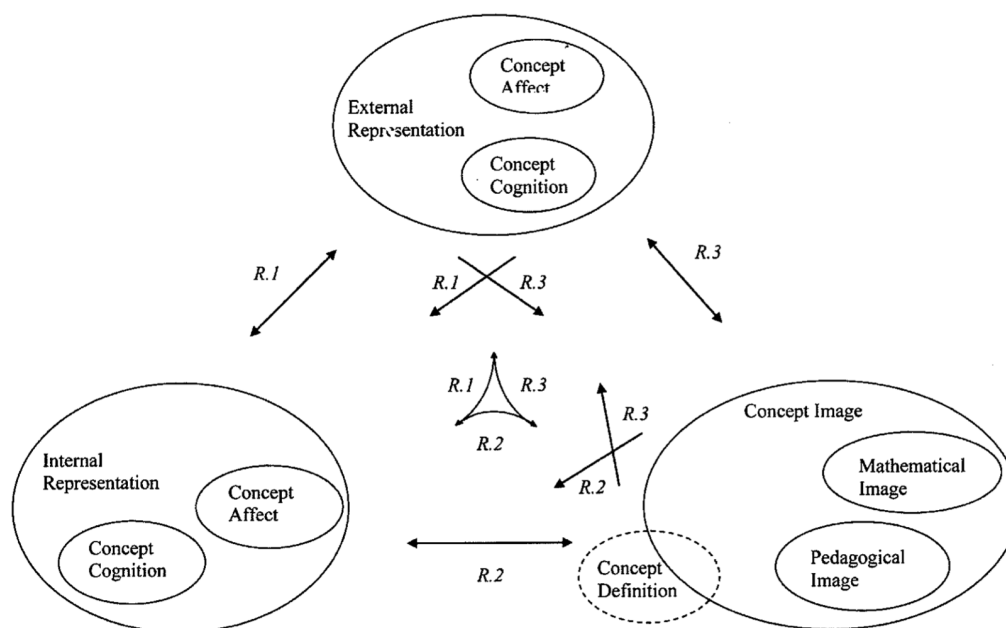 Concept
Affect
External
Representation
Concept
Cognition
R.1
R.3
R.1
R.3
R.1
R.3
R.2
R.3
R.2
R.2
Concept Image
Mathematical
Image
Pedagogical
Image
Concept
Definition
Internal
Representation
Concept
Affect
Concept
Cognition